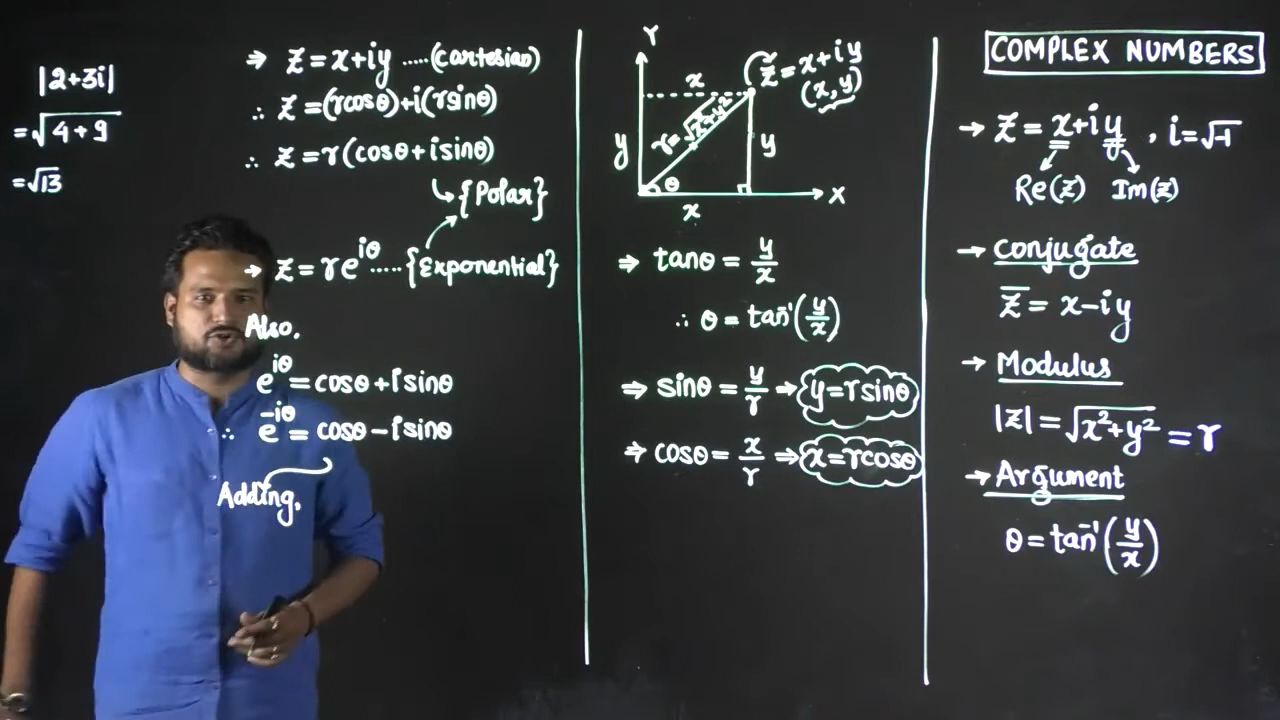 |2+3i|
= √4+9
= √13
⇒ z = x+iy .....(cartesian)
∴ z = (rcosθ)+i(rsinθ)
∴ z = r(cosθ+isinθ)
↳ {Polar}
→ z = re^{iθ} ..... {Exponential}
Also,
e^{iθ} = cosθ+isinθ
∴ e^{-iθ} = cosθ-isinθ
Adding,
Y
z = x+iy
(x, y)
x
r = √x²+y²
y
y
θ
X
x
⇒ tanθ = y/x
∴ θ = tan⁻¹(y/x)
⇒ sinθ = y/r → y=rsinθ
⇒ cosθ = x/r ⇒ x=rcosθ
COMPLEX NUMBERS
→ z = x+iy , i=√-1
Re(z) Im(z)
→ conjugate
z̅ = x-iy
→ Modulus
|z| = √x²+y² = r
→ Argument
θ = tan⁻¹(y/x)